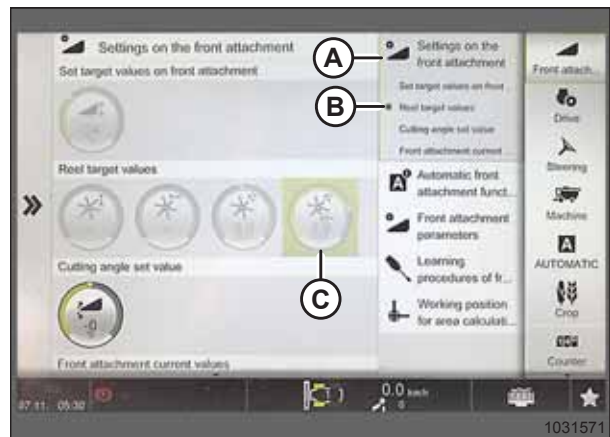 Settings on the front attachment
Set target values on front attachment
Reel target values
Cutting angle set value
-0
Front attachment current values
Settings on the front attachment
Set target values on front ...
Reel target values
Cutting angle set value
Front attachment current ...
Automatic front attachment funct...
Front attachment parameters
Learning procedures of fr...
Working position for area calculati...
Front attach...
Drive
Steering
Machine
AUTOMATIC
Crop
Counter
A
B
C
07.11. 05:30
0.0 km/h
0
1031571